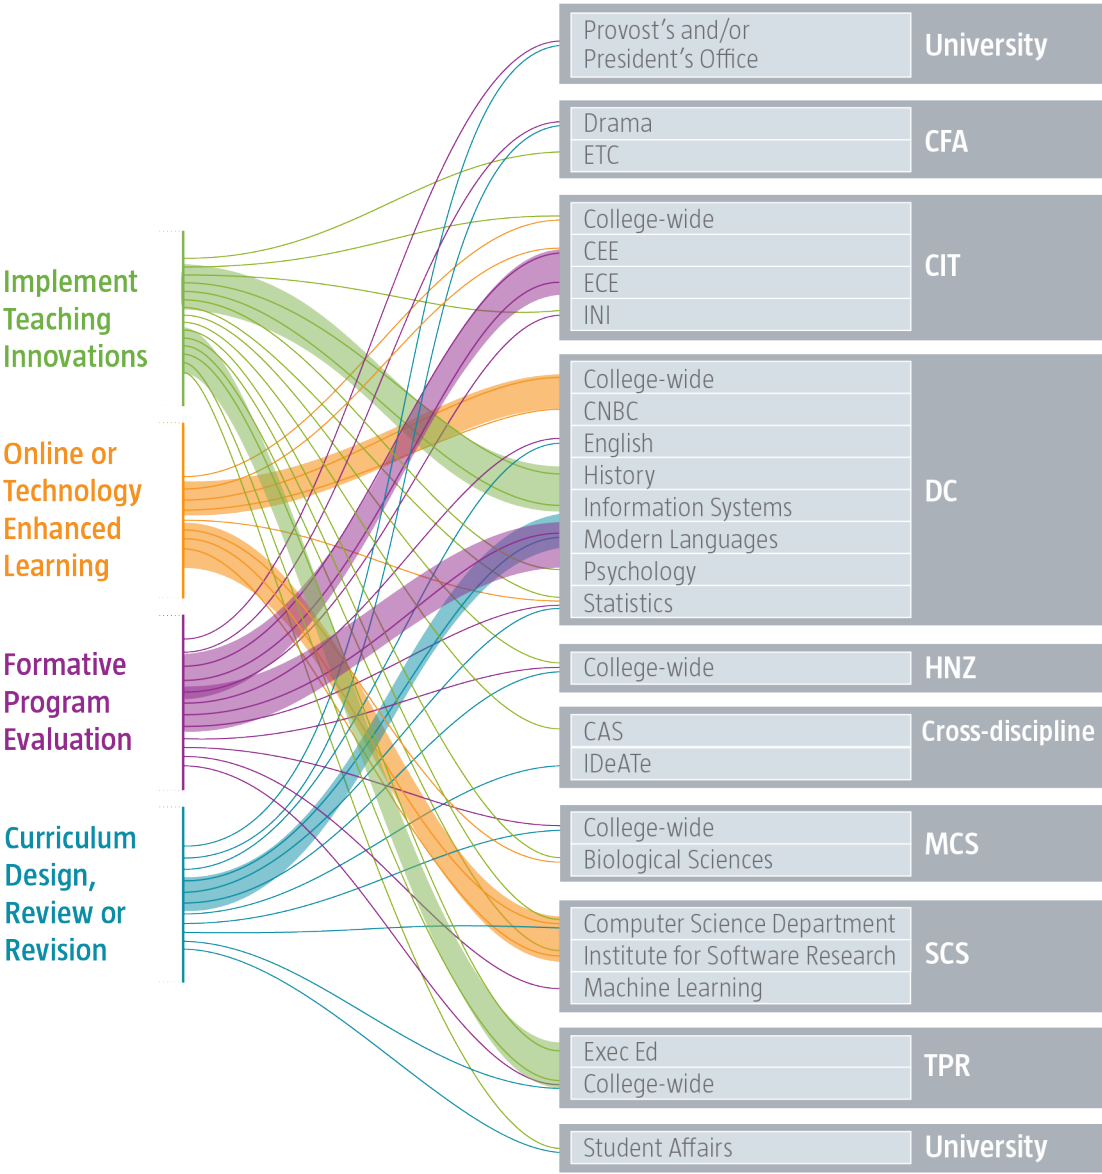 Implement
Teaching
Innovations
Online or
Technology
Enhanced
Learning
Formative
Program
Evaluation
Curriculum
Design,
Review or
Revision
Provost's and/or
President's Office
University
Drama
ETC
CFA
College-wide
CEE
ECE
INI
CIT
College-wide
CNBC
English
History
Information Systems
Modern Languages
Psychology
Statistics
DC
College-wide
HNZ
CAS
IDeATe
Cross-discipline
College-wide
Biological Sciences
MCS
Computer Science Department
Institute for Software Research
Machine Learning
SCS
Exec Ed
College-wide
TPR
Student Affairs
University